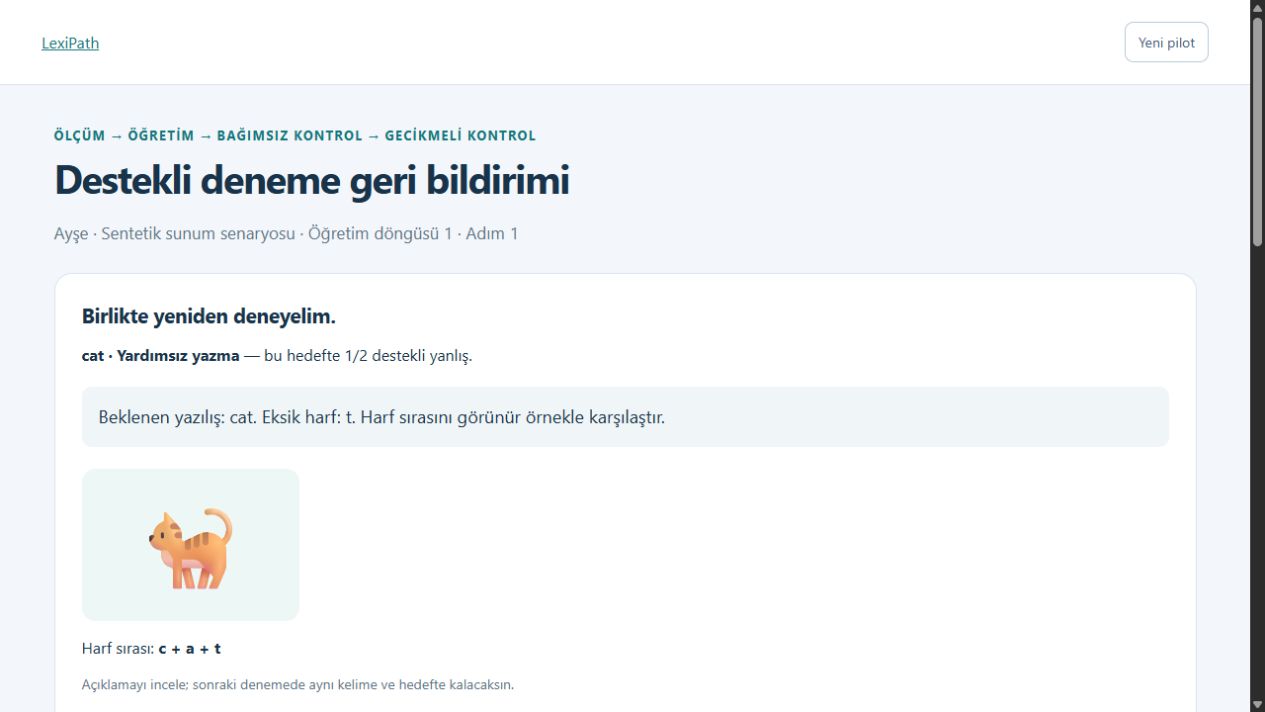 LexiPath
Yeni pilot
ÖLÇÜM → ÖĞRETİM → BAĞIMSIZ KONTROL → GECİKMELİ KONTROL
Destekli deneme geri bildirimi
Ayşe · Sentetik sunum senaryosu · Öğretim döngüsü 1 · Adım 1
Birlikte yeniden deneyelim.
cat · Yardımsız yazma — bu hedefte 1/2 destekli yanlış.
Beklenen yazılış: cat. Eksik harf: t. Harf sırasını görünür örnekle karşılaştır.
Harf sırası: c + a + t
Açıklamayı incele; sonraki denemede aynı kelime ve hedefte kalacaksın.